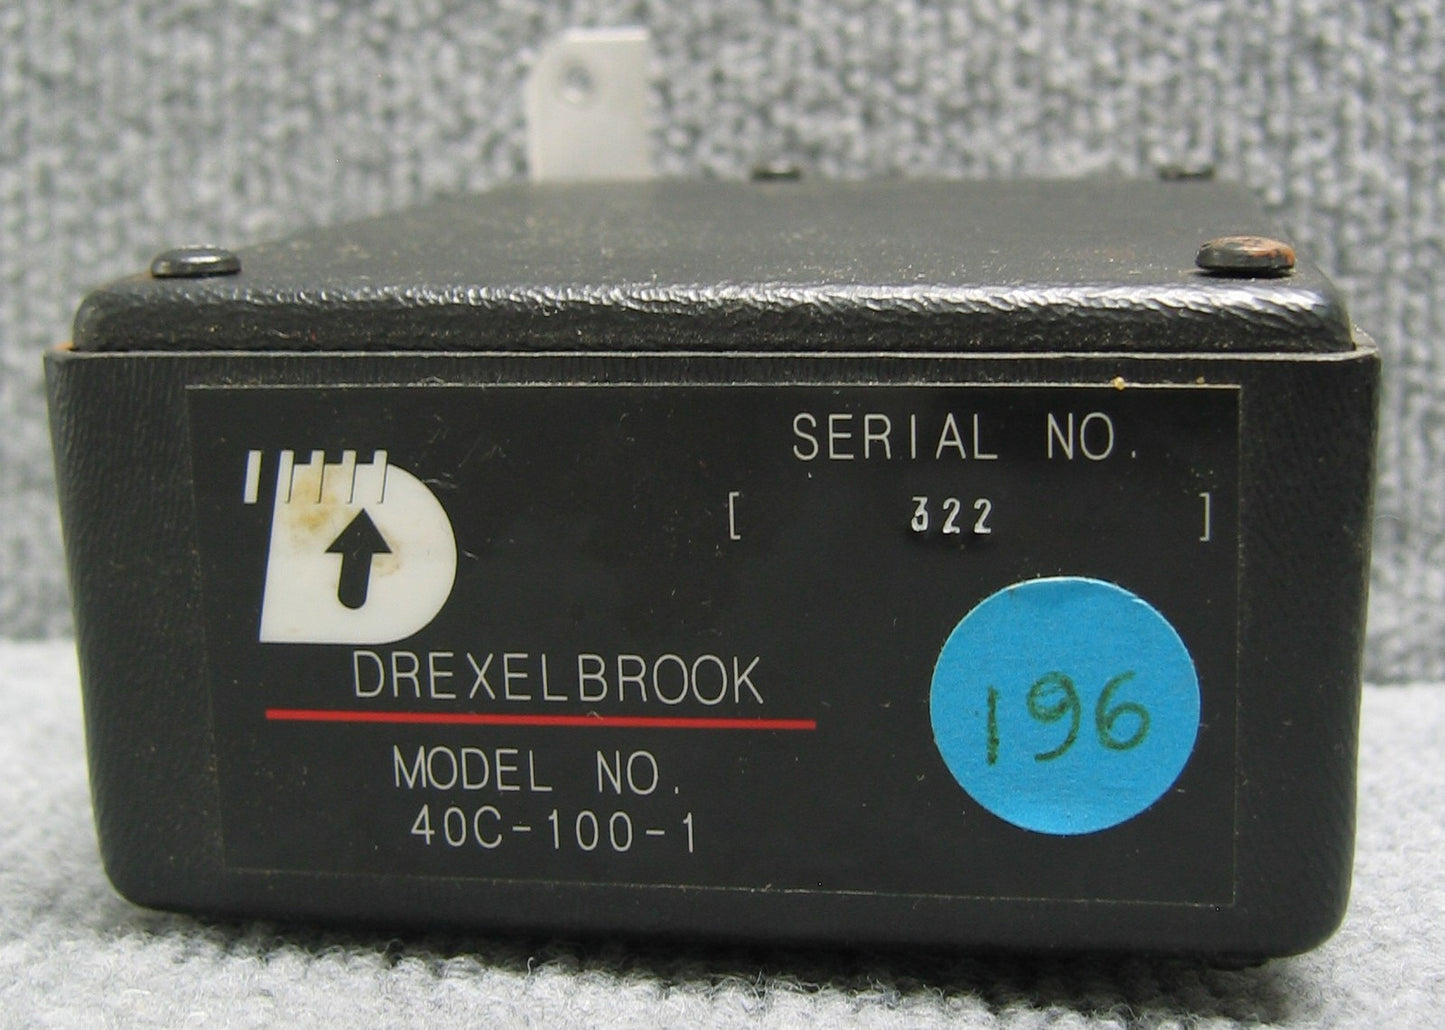 SERIAL NO.
[ 322 ]
DREXELBROOK
MODEL NO.
40C-100-1
196